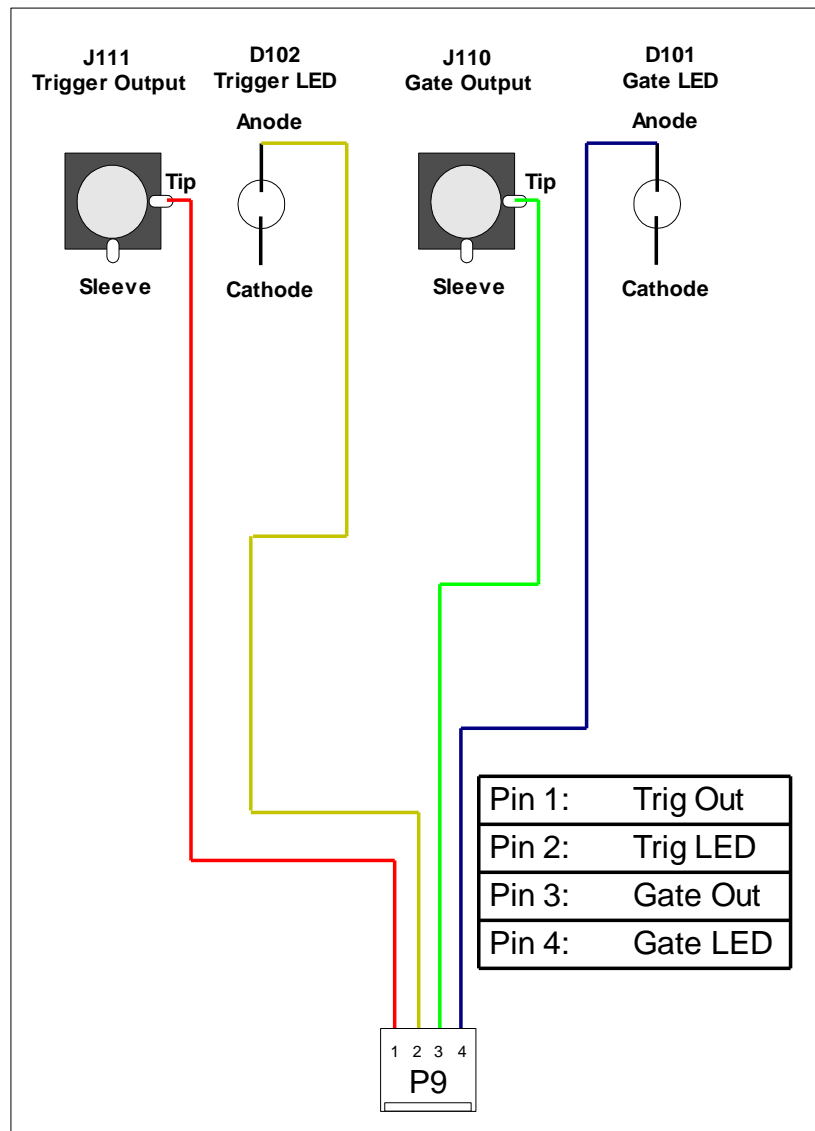 J111
Trigger Output
D102
Trigger LED
J110
Gate Output
D101
Gate LED
Anode
Anode
Tip
Tip
Sleeve
Cathode
Sleeve
Cathode
Pin 1: Trig Out
Pin 2: Trig LED
Pin 3: Gate Out
Pin 4: Gate LED
1 2 3 4
P9